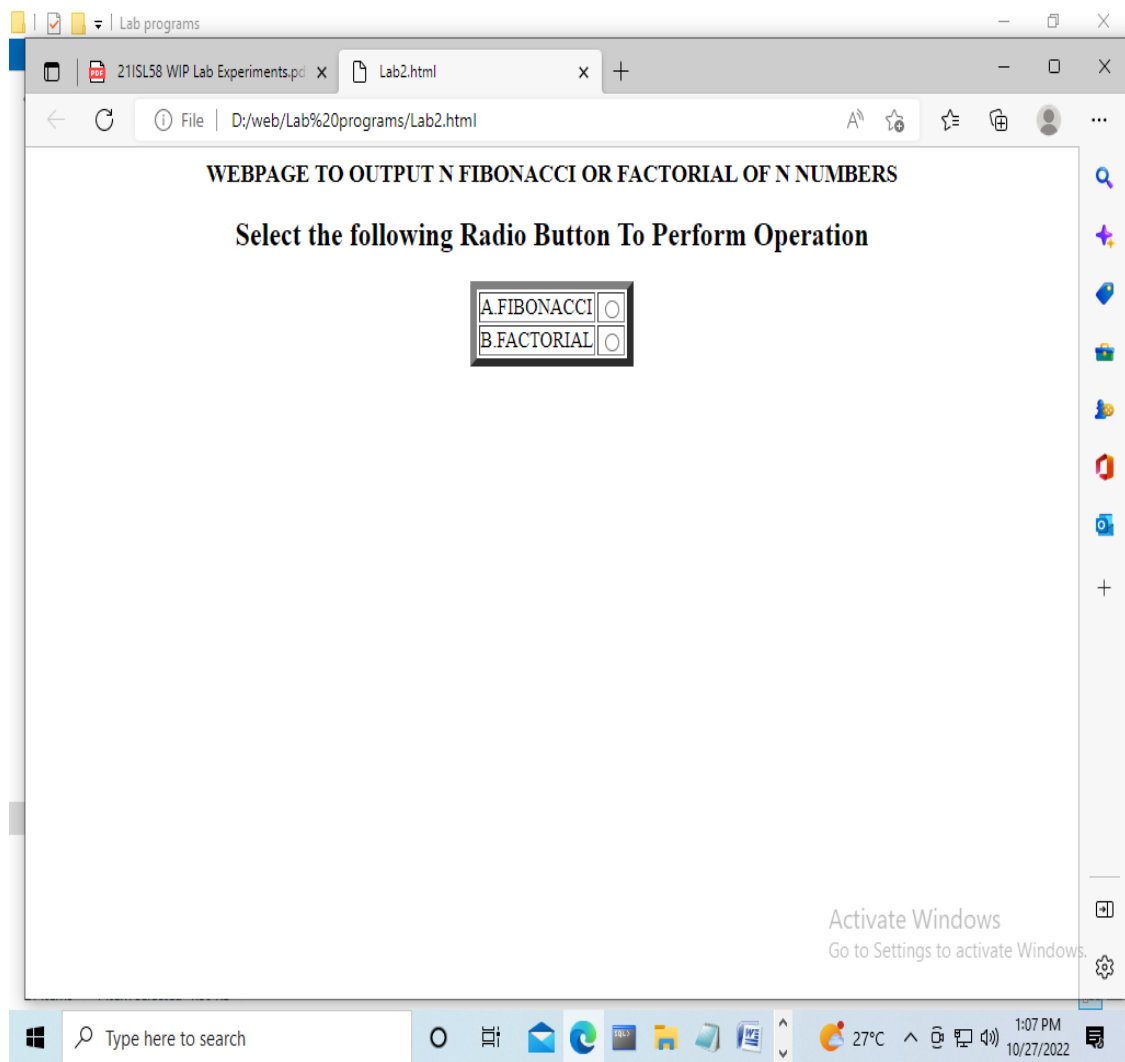 Lab programs
21ISL58 WIP Lab Experiments.pd
Lab2.html
File
D:/web/Lab%20programs/Lab2.html
WEBPAGE TO OUTPUT N FIBONACCI OR FACTORIAL OF N NUMBERS
Select the following Radio Button To Perform Operation
A.FIBONACCI
B.FACTORIAL
Activate Windows
Go to Settings to activate Windows.
Type here to search
27°C
1:07 PM
10/27/2022